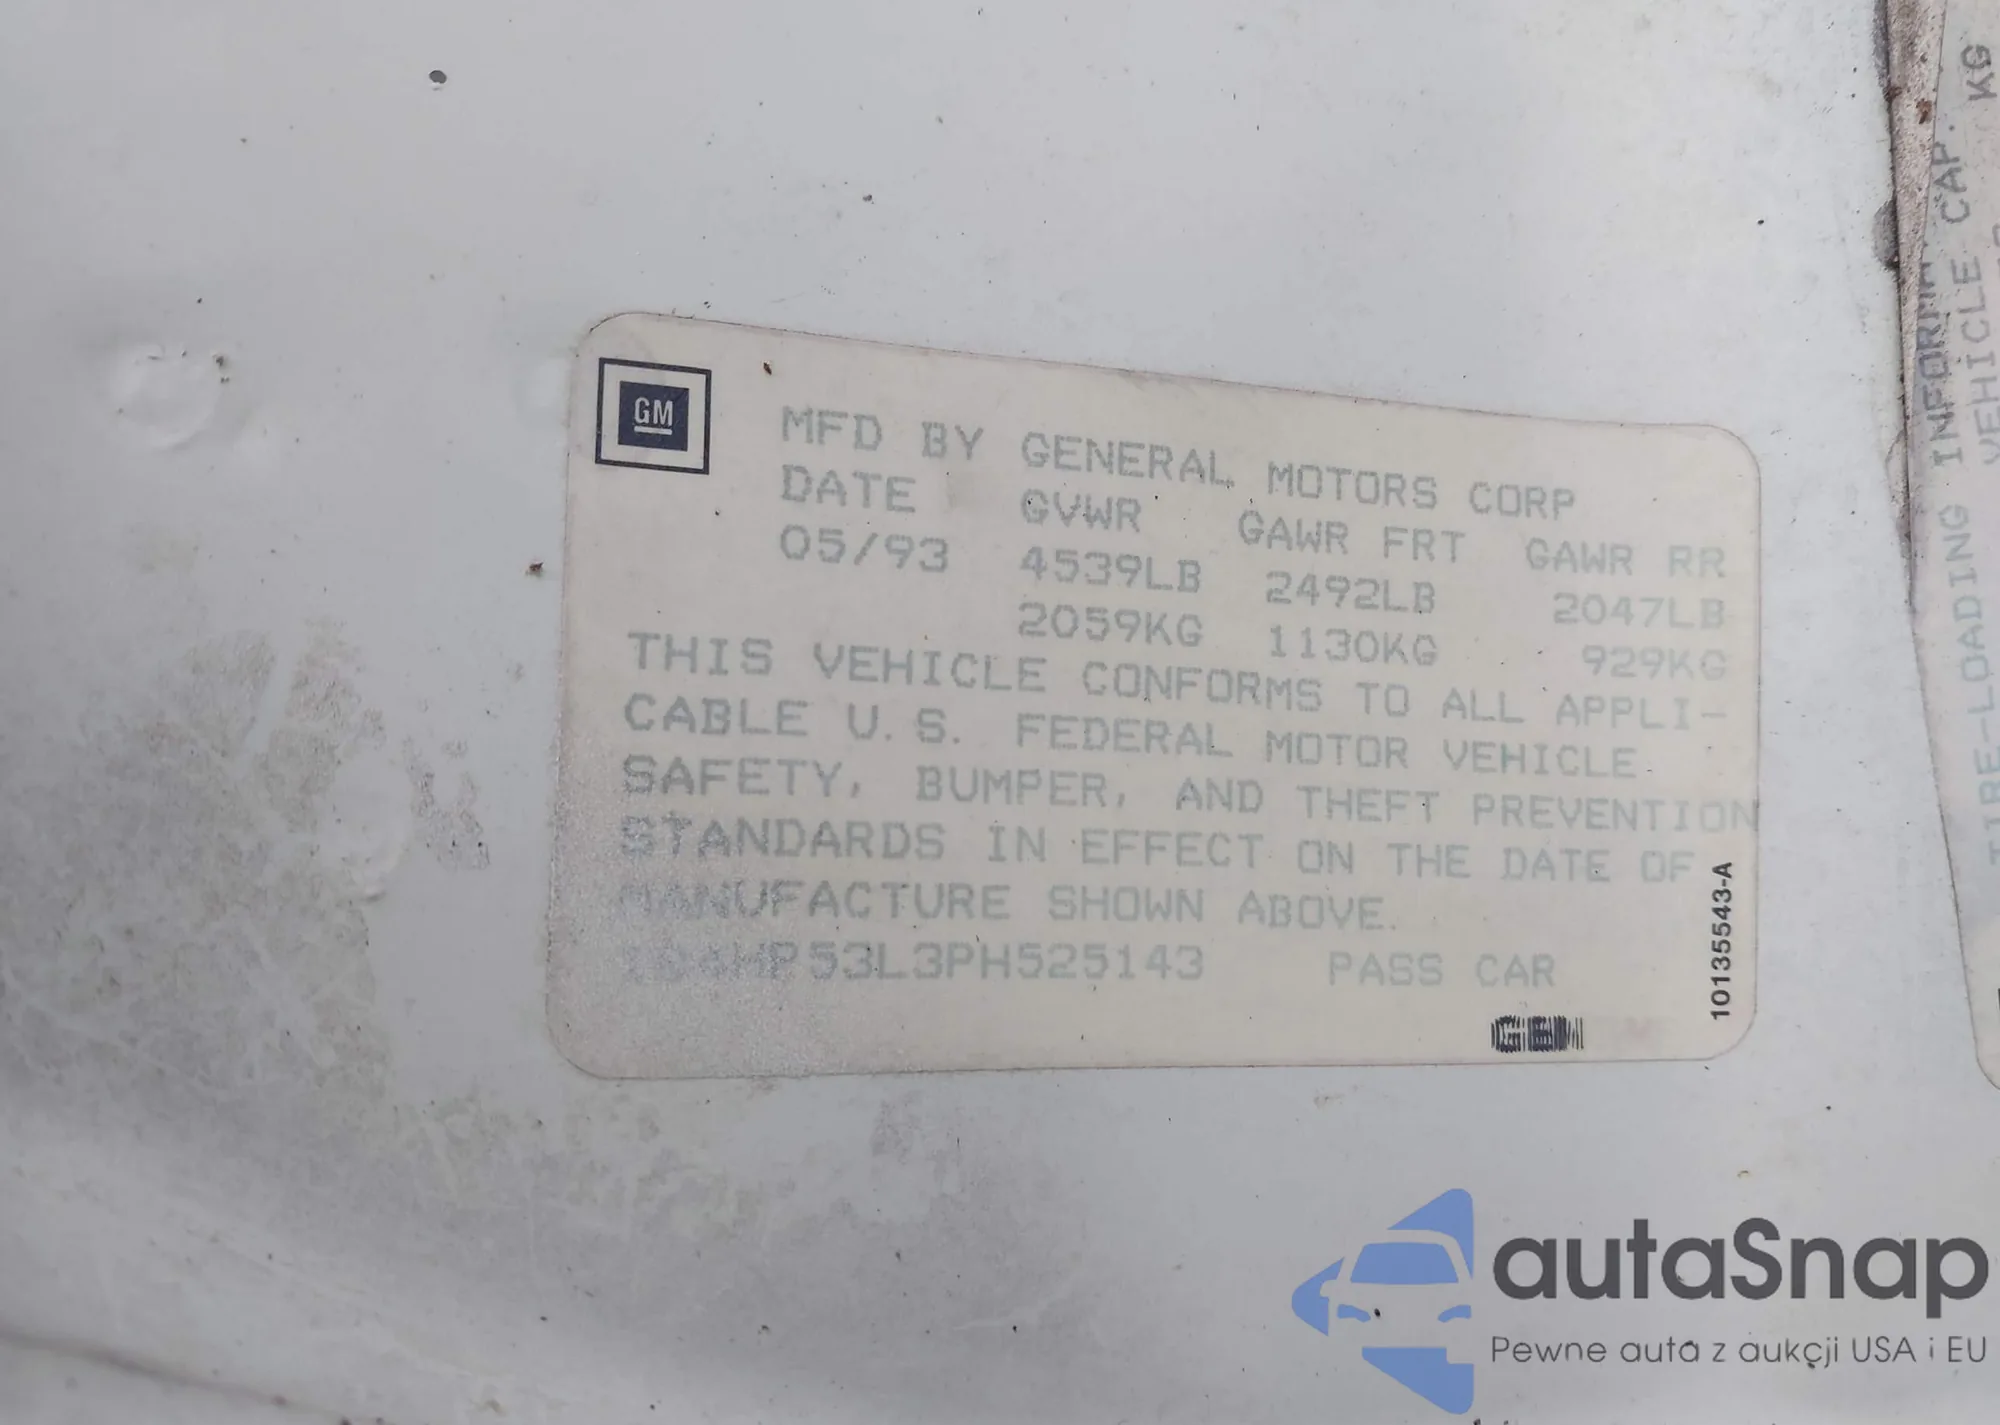 GM
MFD BY GENERAL MOTORS CORP
DATE GVWR GAWR FRT GAWR RR
05/93 4539LB 2492LB 2047LB
2059KG 1130KG 929KG
THIS VEHICLE CONFORMS TO ALL APPLI-
CABLE U.S. FEDERAL MOTOR VEHICLE
SAFETY, BUMPER, AND THEFT PREVENTION
STANDARDS IN EFFECT ON THE DATE OF
MANUFACTURE SHOWN ABOVE.
PASS CAR
10135543-A
TIRE-LOADING
VEHICLE CAP.
VEHICLE
KG
autaSnap
Pewne auta z aukcji USA i EU